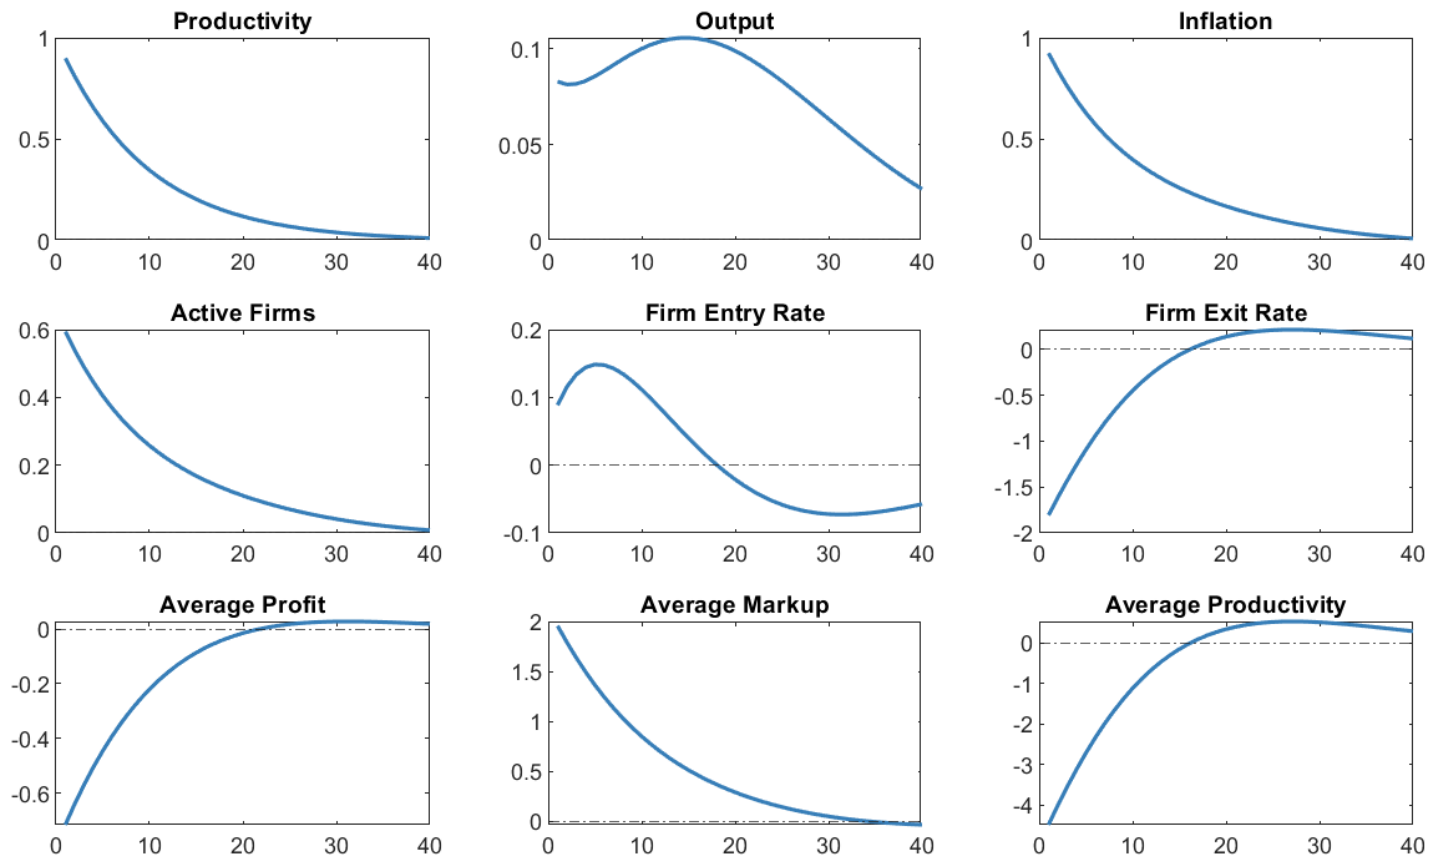 Productivity Output Inflation
1 0.1 1
0.5 0.05 0.5
0 0 0
0 10 20 30 40 0 10 20 30 40 0 10 20 30 40
Active Firms Firm Entry Rate Firm Exit Rate
0.6 0.2 0
0.4 0.1 -0.5
-1
0.2 0 -1.5
0 -0.1 -2
0 10 20 30 40 0 10 20 30 40 0 10 20 30 40
Average Profit Average Markup Average Productivity
0 2 0
-0.2 1.5 -1
1 -2
-0.4 0.5 -3
-0.6 0 -4
0 10 20 30 40 0 10 20 30 40 0 10 20 30 40